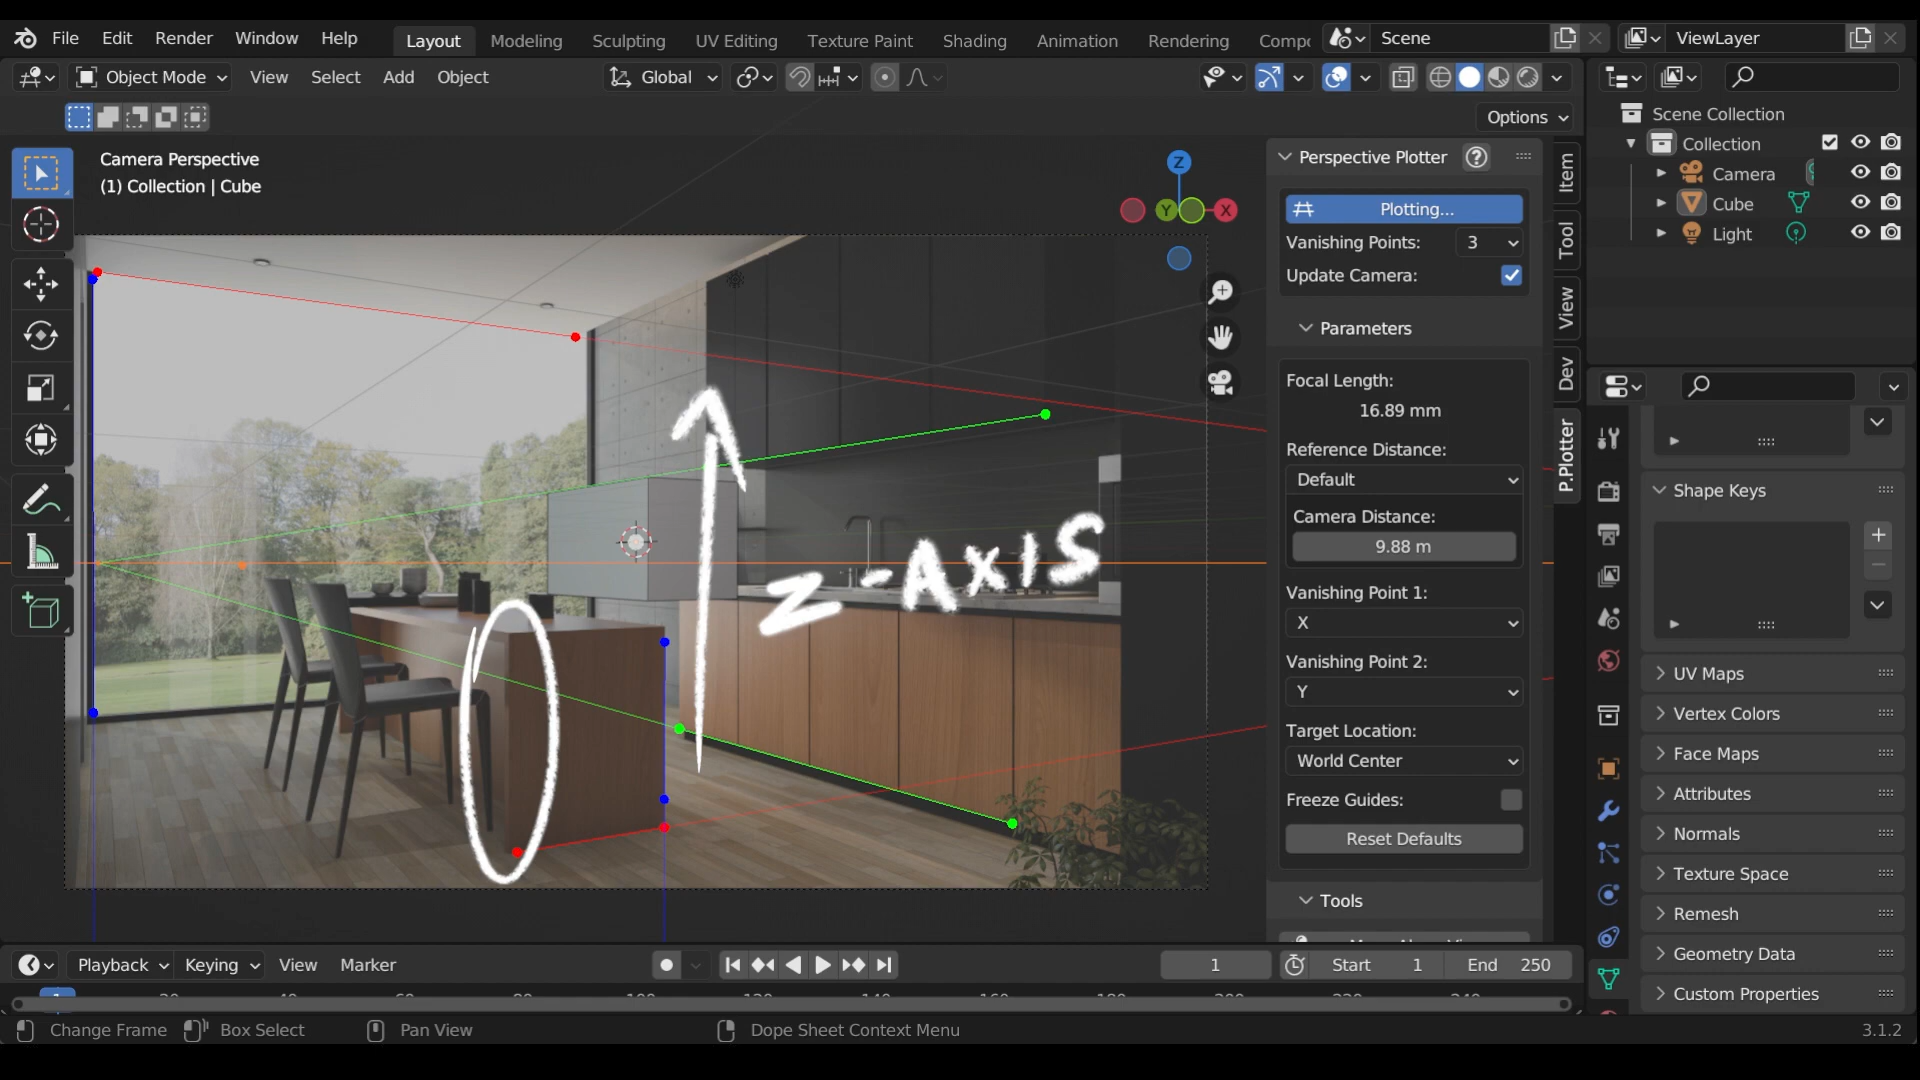 File Edit Render Window Help Layout Modeling Sculpting UV Editing Texture Paint Shading Animation Rendering Compo Scene ViewLayer
Object Mode View Select Add Object Global
Options
Scene Collection
Collection
Camera
Cube
Light
Camera Perspective
(1) Collection | Cube
Z
Y
X
Perspective Plotter
Plotting...
Vanishing Points: 3
Update Camera:
Parameters
Focal Length:
16.89 mm
Reference Distance:
Default
Camera Distance:
9.88 m
Vanishing Point 1:
X
Vanishing Point 2:
Y
Target Location:
World Center
Freeze Guides:
Reset Defaults
Tools
Item
Tool
View
Dev
P.Plotter
Z-AXIS
Shape Keys
UV Maps
Vertex Colors
Face Maps
Attributes
Normals
Texture Space
Remesh
Geometry Data
Custom Properties
Playback Keying View Marker 1 Start 1 End 250
Change Frame Box Select Pan View Dope Sheet Context Menu 3.1.2